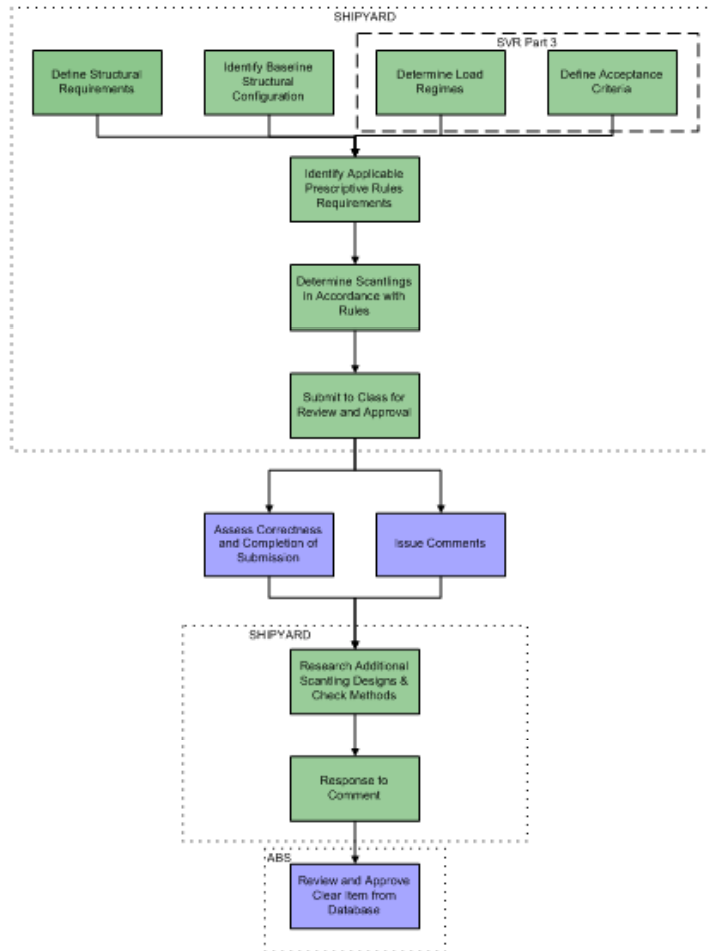 SHIPYARD
SVR Part 3
Define Structural
Requirements
Identify Baseline
Structural
Configuration
Determine Load
Regimes
Define Acceptance
Criteria
Identify Applicable
Prescriptive Rules
Requirements
Determine Scantlings
in Accordance with
Rules
Submit to Class for
Review and Approval
Assess Correctness
and Completion of
Submission
Issue Comments
SHIPYARD
Research Additional
Scantling Designs &
Check Methods
Response to
Comment
ABS
Review and Approve
Clear Item from
Database